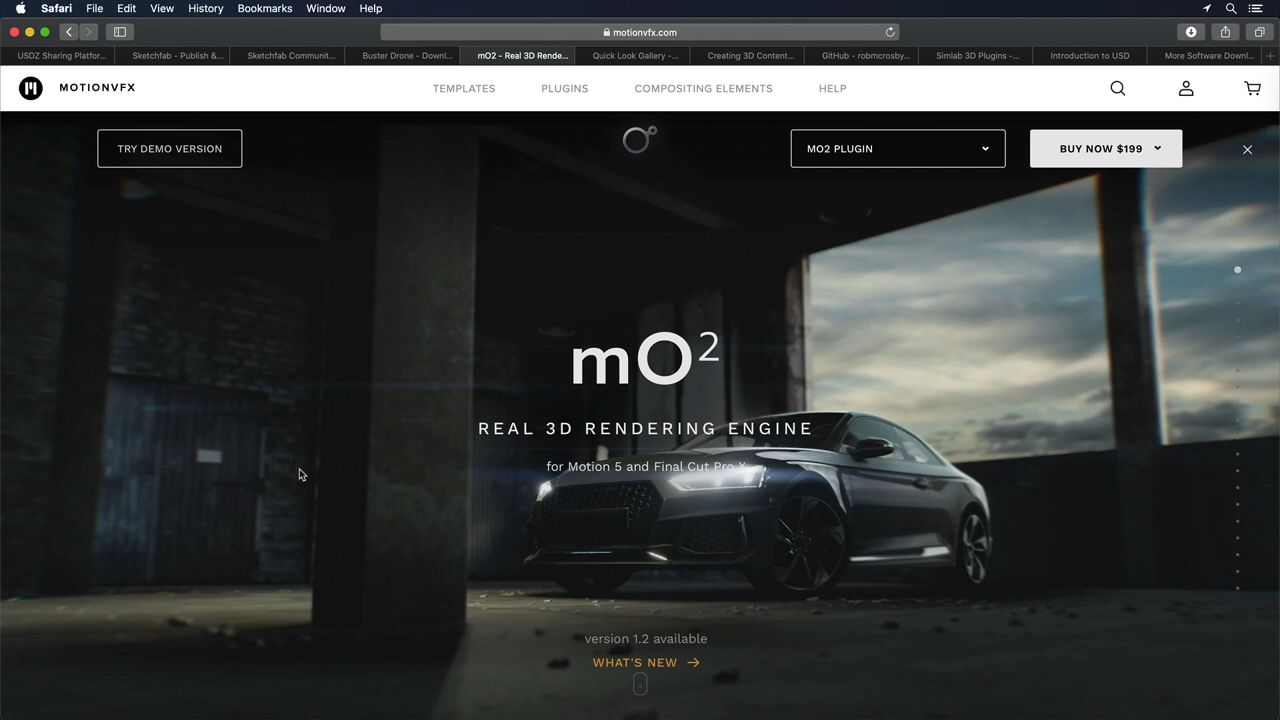 Safari File Edit View History Bookmarks Window Help
motionvfx.com
USDZ Sharing Platfor... Sketchfab - Publish &... Sketchfab Communit... Buster Drone - Downl... mO2 - Real 3D Rende... Quick Look Gallery -... Creating 3D Content... GitHub - robmcrosby... Simlab 3D Plugins -... Introduction to USD More Software Downl...
MOTIONVFX TEMPLATES PLUGINS COMPOSITING ELEMENTS HELP
TRY DEMO VERSION MO2 PLUGIN BUY NOW $199
mO²
REAL 3D RENDERING ENGINE
for Motion 5 and Final Cut Pro X
version 1.2 available
WHAT'S NEW →